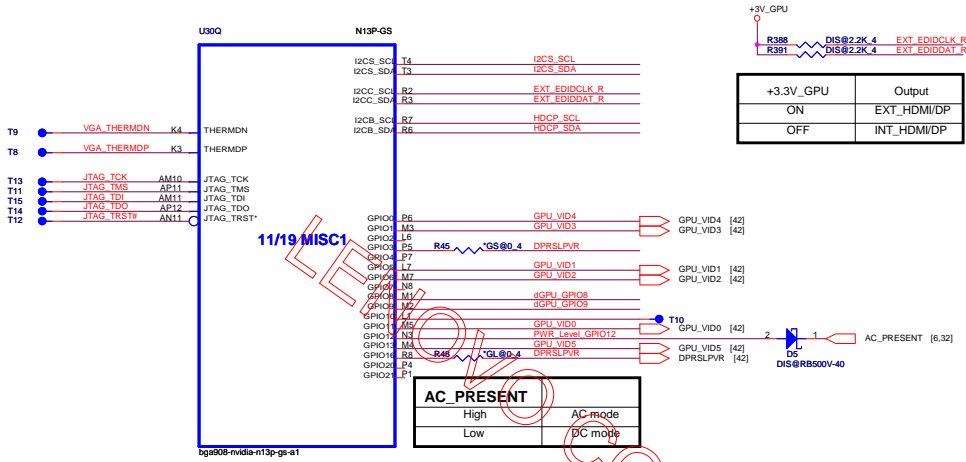 +3V_GPU
U30Q N13P-GS
R388 DIS@2.2K_4 EXT_EDIDCLK_R
R391 DIS@2.2K_4 EXT_EDIDDAT_R
I2CS_SCL T4 I2CS_SCL
I2CS_SDA T3 I2CS_SDA
+3.3V_GPU Output
ON EXT_HDMI/DP
OFF INT_HDMI/DP
I2CC_SCL R2 EXT_EDIDCLK_R
I2CC_SDA R3 EXT_EDIDDAT_R
I2CB_SCL R7 HDCP_SCL
I2CB_SDA R6 HDCP_SDA
T9 VGA_THERMDN K4 THERMDN
T8 VGA_THERMDP K3 THERMDP
T13 JTAG_TCK AM10 JTAG_TCK
T11 JTAG_TMS AP11 JTAG_TMS
T15 JTAG_TDI AM11 JTAG_TDI
T14 JTAG_TDO AP12 JTAG_TDO
T12 JTAG_TRST# AN11 JTAG_TRST*
11/19 MISC1
GPIO0 P6 GPU_VID4 GPU_VID4 [42]
GPIO1 M3 GPU_VID3 GPU_VID3 [42]
GPIO2 L6
GPIO3 P5 R45 *GS@0_4 DPRSLPVR
GPIO4 P7
GPIO5 L7 GPU_VID1 GPU_VID1 [42]
GPIO6 M7 GPU_VID2 GPU_VID2 [42]
GPIO7 N8
GPIO8 M1 dGPU_GPIO8
GPIO9 M2 dGPU_GPIO9
GPIO10 L1 T10
GPIO11 M5 GPU_VID0 GPU_VID0 [42]
GPIO12 N3 PWR_Level_GPIO12 2 1 AC_PRESENT [6,32]
D5
DIS@RB500V-40
GPIO13 M4 GPU_VID5 GPU_VID5 [42]
GPIO16 R8 R46 *GL@0_4 DPRSLPVR DPRSLPVR [42]
GPIO20 P4
GPIO21 P1
AC_PRESENT
High AC mode
Low DC mode
bga908-nvidia-n13p-gs-a1
LENOVO